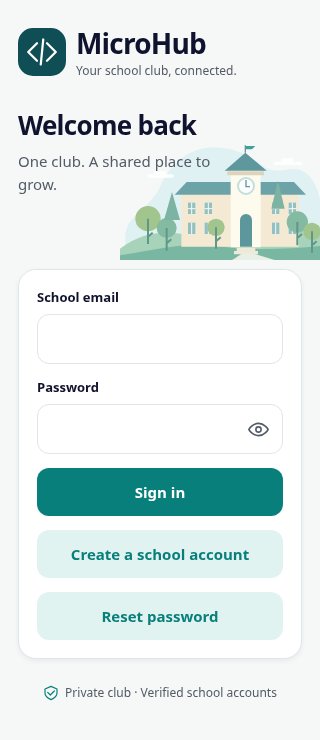 MicroHub
Your school club, connected.
Welcome back
One club. A shared place to
grow.
School email
Password
Sign in
Create a school account
Reset password
Private club · Verified school accounts